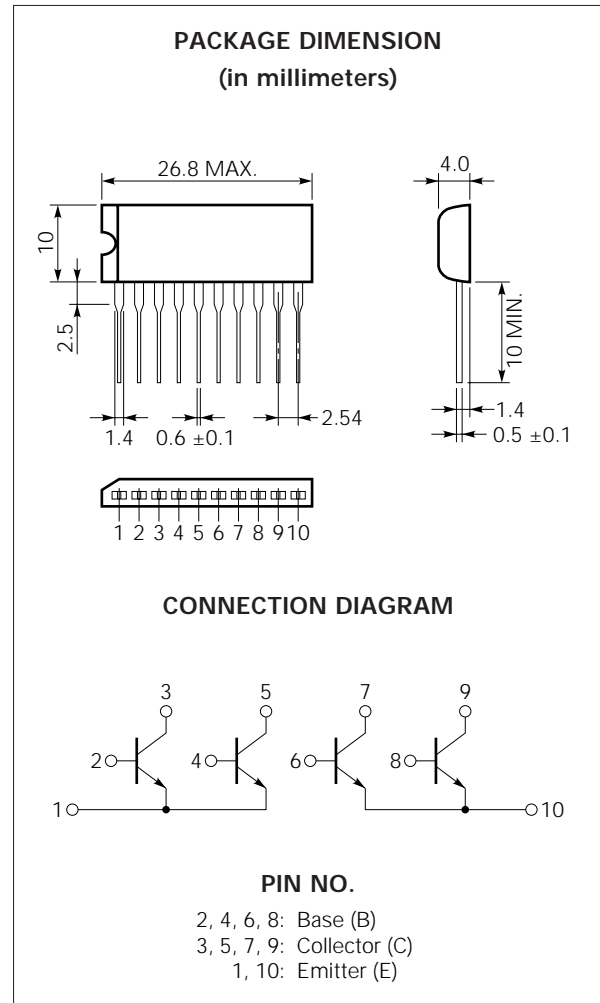 PACKAGE DIMENSION
(in millimeters)
26.8 MAX.
4.0
10
2.5
10 MIN.
1.4
0.6 ±0.1
2.54
1.4
0.5 ±0.1
1 2 3 4 5 6 7 8 9 10
CONNECTION DIAGRAM
3 5 7 9
2 4 6 8
1 10
PIN NO.
2, 4, 6, 8: Base (B)
3, 5, 7, 9: Collector (C)
1, 10: Emitter (E)